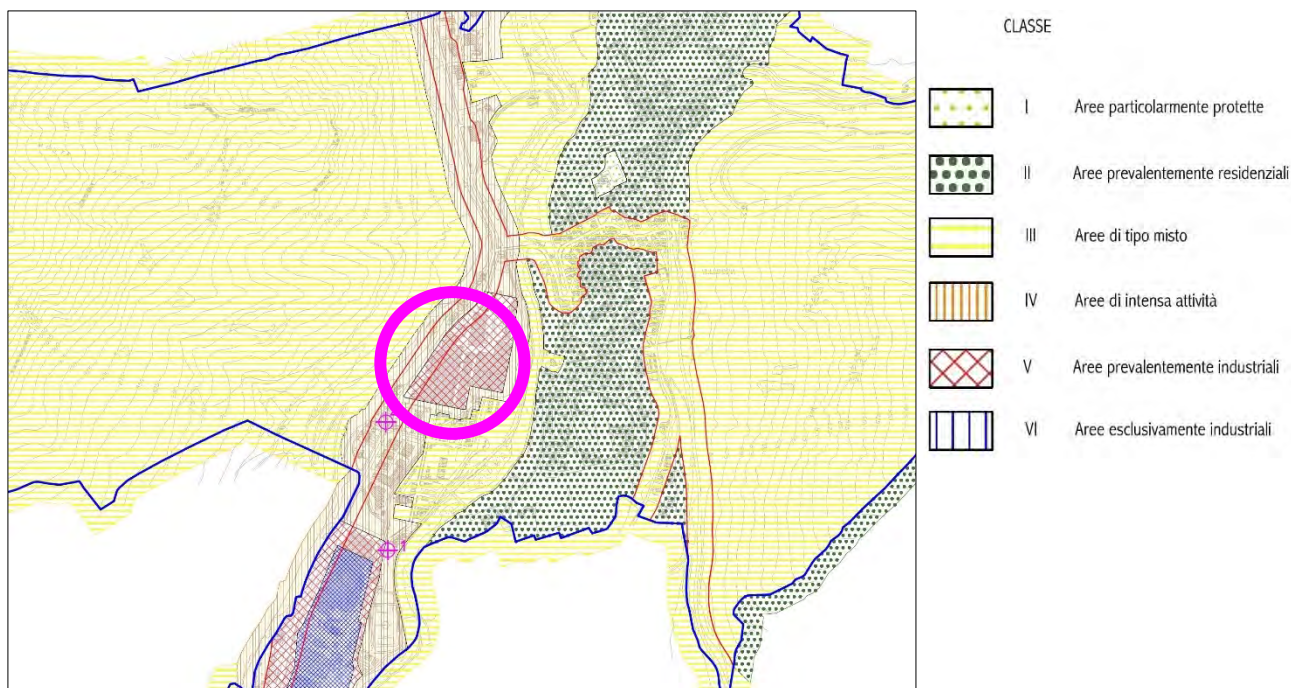 CLASSE
I Aree particolarmente protette
II Aree prevalentemente residenziali
III Aree di tipo misto
IV Aree di intensa attività
V Aree prevalentemente industriali
VI Aree esclusivamente industriali
1